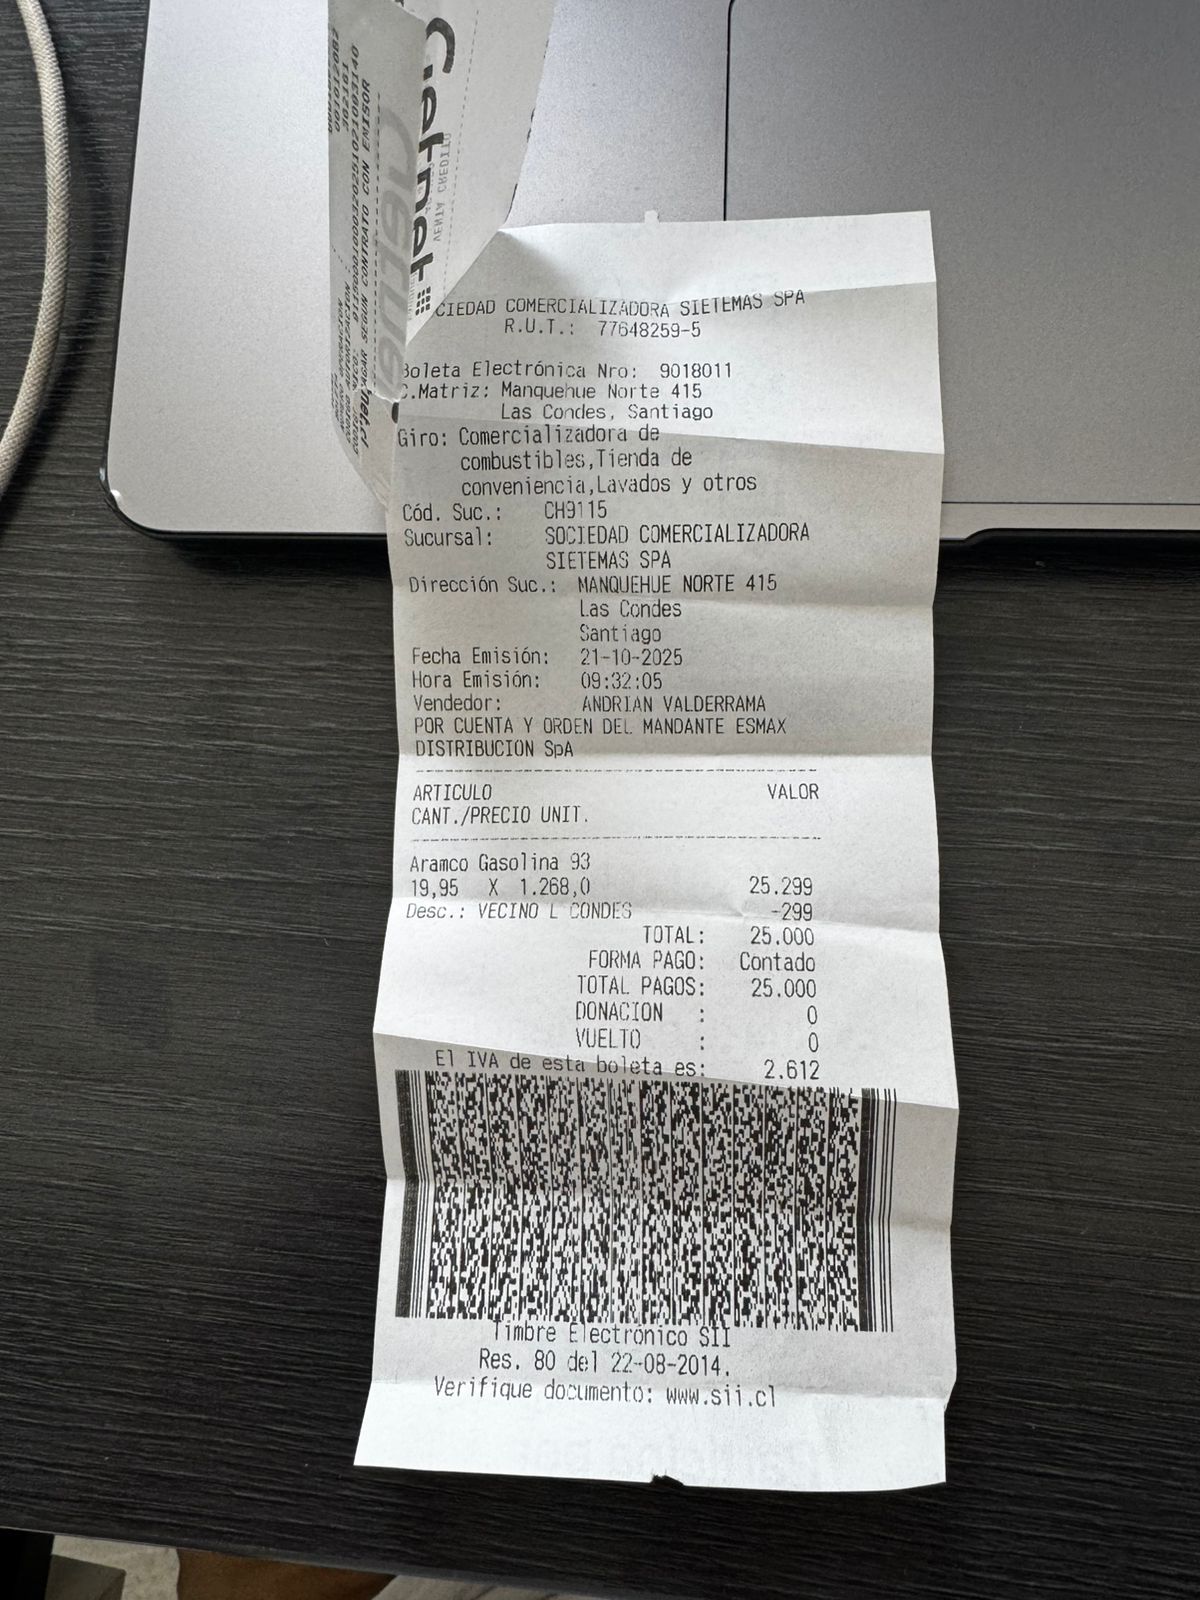 Getnet
VENTA CREDITO
CIEDAD COMERCIALIZADORA SIETEMAS SPA
R.U.T.: 77648259-5
Boleta Electrónica Nro: 9018011
C.Matriz: Manquehue Norte 415
Las Condes, Santiago
Giro: Comercializadora de
combustibles,Tienda de
conveniencia,Lavados y otros
Cód. Suc.: CH9115
Sucursal: SOCIEDAD COMERCIALIZADORA
SIETEMAS SPA
Dirección Suc.: MANQUEHUE NORTE 415
Las Condes
Santiago
Fecha Emisión: 21-10-2025
Hora Emisión: 09:32:05
Vendedor: ANDRIAN VALDERRAMA
POR CUENTA Y ORDEN DEL MANDANTE ESMAX
DISTRIBUCION SpA
ARTICULO VALOR
CANT./PRECIO UNIT.
Aramco Gasolina 93
19,95 X 1.268,0 25.299
Desc.: VECINO L CONDES -299
TOTAL: 25.000
FORMA PAGO: Contado
TOTAL PAGOS: 25.000
DONACION : 0
VUELTO : 0
El IVA de esta boleta es: 2.612
Timbre Electrónico SII
Res. 80 del 22-08-2014.
Verifique documento: www.sii.cl